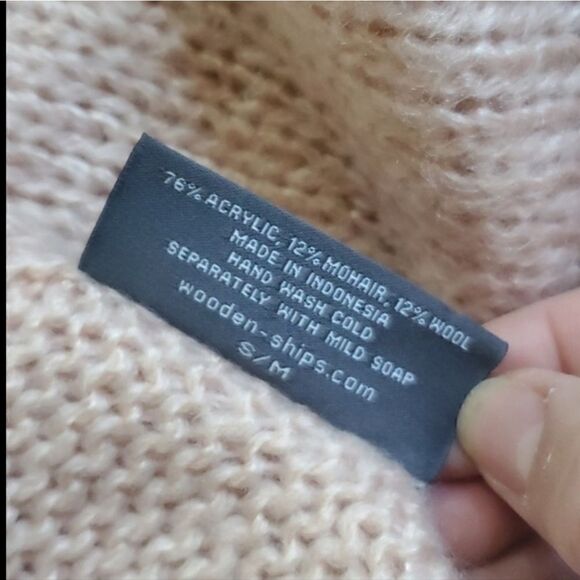 76% ACRYLIC, 12% MOHAIR, 12% WOOL
MADE IN INDONESIA
HAND WASH COLD
SEPARATELY WITH MILD SOAP
wooden-ships.com
S/M